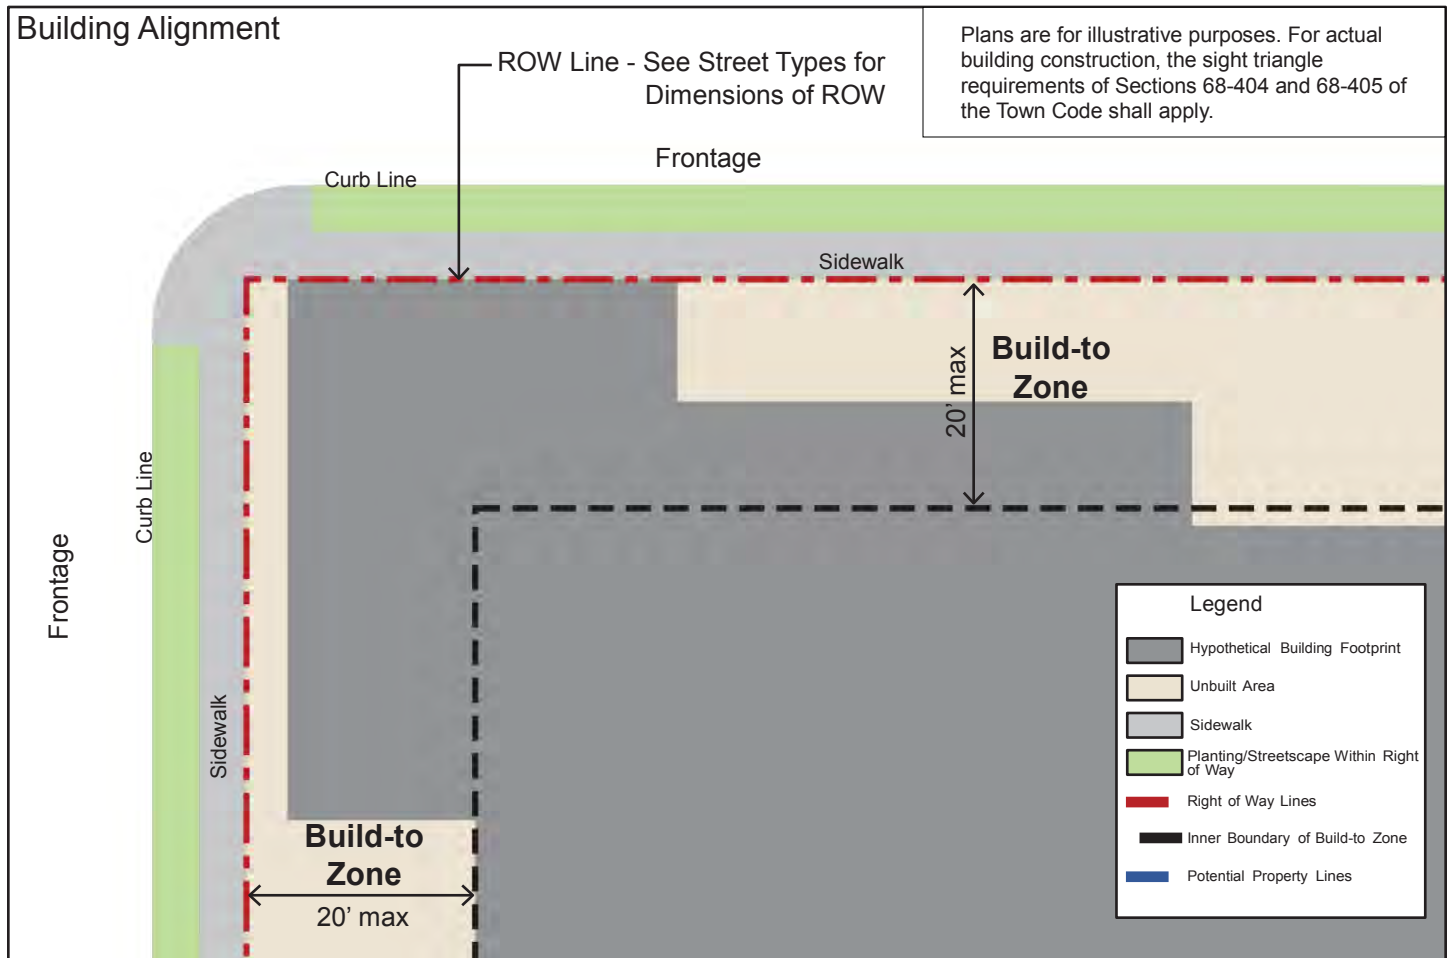 Building Alignment
ROW Line - See Street Types for
Dimensions of ROW
Plans are for illustrative purposes. For actual
building construction, the sight triangle
requirements of Sections 68-404 and 68-405 of
the Town Code shall apply.
Frontage
Curb Line
Sidewalk
Build-to
Zone
20’ max
Curb Line
Frontage
Sidewalk
Build-to
Zone
20’ max
Legend
Hypothetical Building Footprint
Unbuilt Area
Sidewalk
Planting/Streetscape Within Right
of Way
Right of Way Lines
Inner Boundary of Build-to Zone
Potential Property Lines